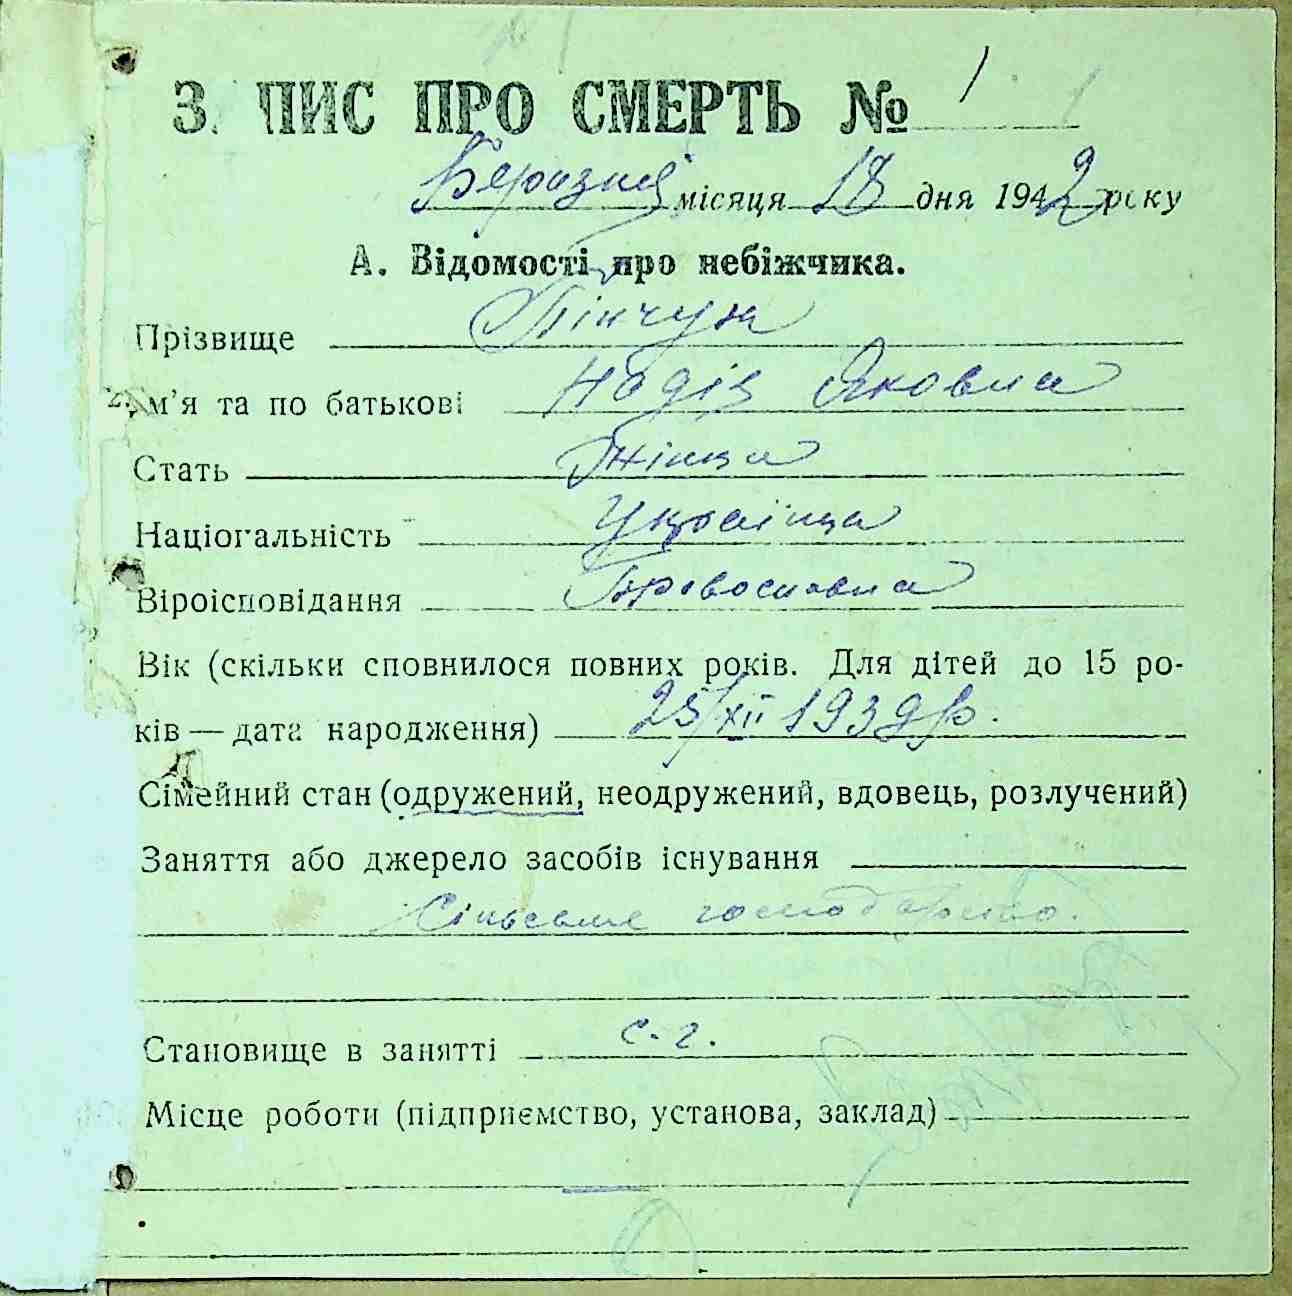 ЗАПИС ПРО СМЕРТЬ № 1
Березня місяця 18 дня 1942 року
А. Відомості про небіжчика.
Прізвище Пінчук
Ім'я та по батькові Надія Яковна
Стать Жінка
Національність Українка
Віроісповідання Православна
Вік (скільки сповнилося повних років. Для дітей до 15 ро-
ків — дата народження) 25/XII 1939 р.
Сімейний стан (одружений, неодружений, вдовець, розлучений)
Заняття або джерело засобів існування
Сільське господарство.
Становище в занятті с-г.
Місце роботи (підприємство, установа, заклад)